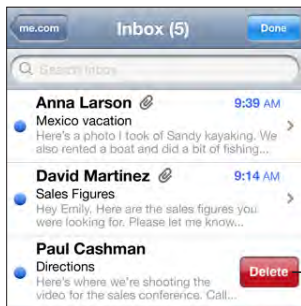 me.com
Inbox (5)
Done
Search Inbox
Anna Larson
9:39 AM
Mexico vacation
Here's a photo I took of Sandy kayaking. We
also rented a boat and did a bit of fishing...
David Martinez
9:14 AM
Sales Figures
Hey Emily. Here are the sales figures you
were looking for. Please let me know...
Paul Cashman
Directions
Delete
Here's where we're shooting the
video for the sales conference. Call...